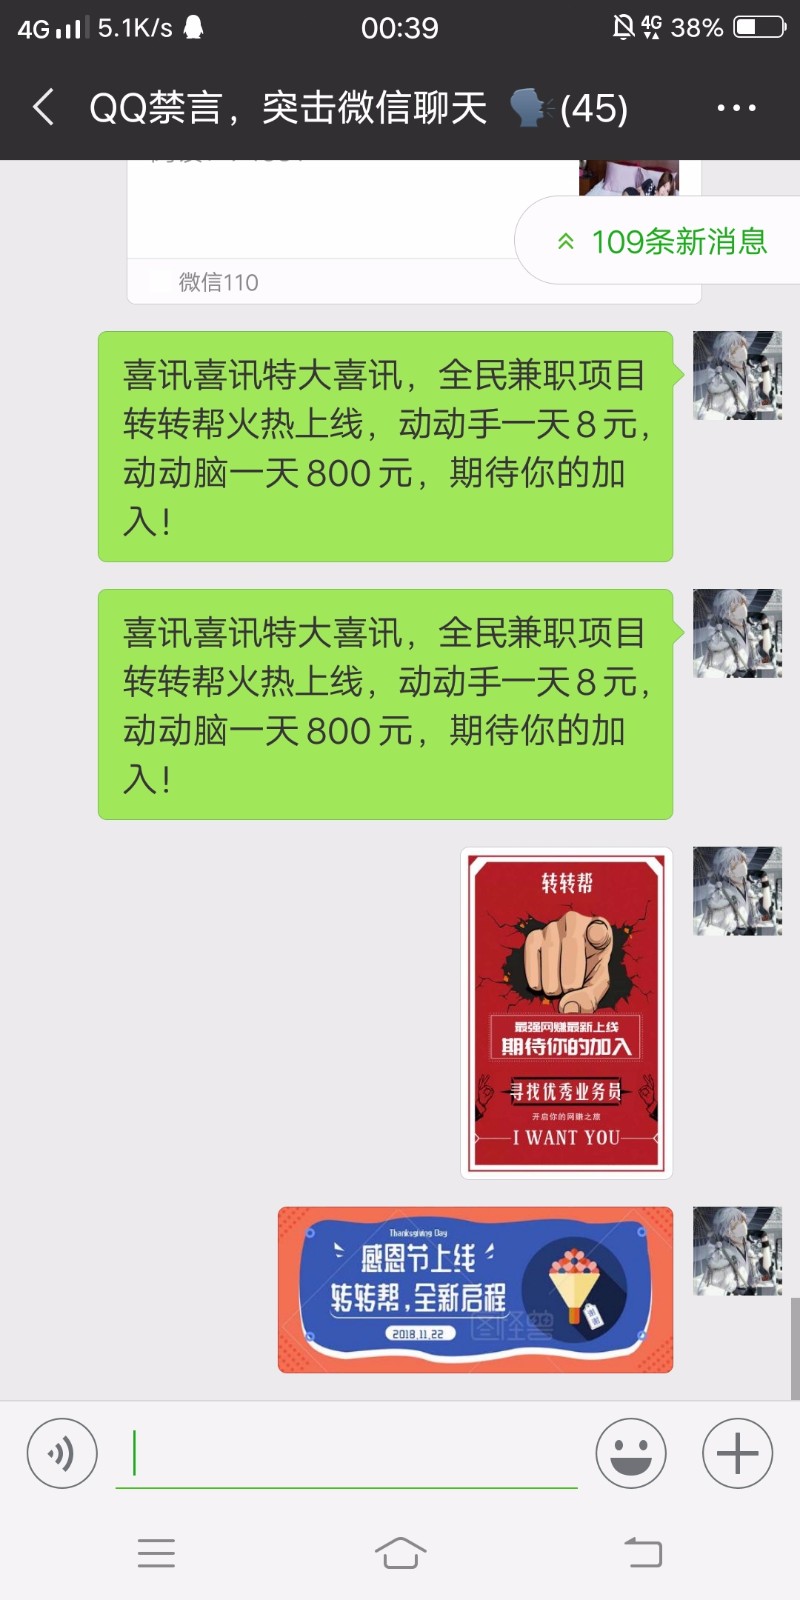 4G 5.1K/s 00:39 4G 38%
QQ禁言，突击微信聊天 (45)
109条新消息
微信110
喜讯喜讯特大喜讯，全民兼职项目
转转帮火热上线，动动手一天8元，
动动脑一天800元，期待你的加
入！
喜讯喜讯特大喜讯，全民兼职项目
转转帮火热上线，动动手一天8元，
动动脑一天800元，期待你的加
入！
转转帮
最强网赚最新上线
期待你的加入
寻找优秀业务员
开启你的网赚之旅
I WANT YOU
Thanksgiving Day
感恩节上线
转转帮，全新启程
2018.11.22
图怪兽